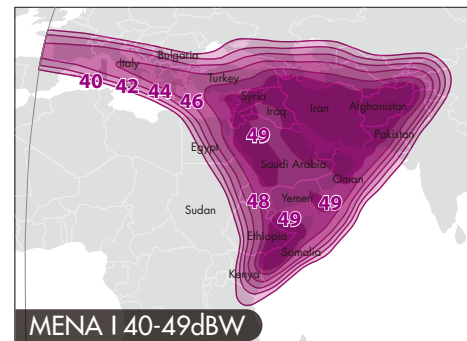 Bulgaria
Italy
Turkey
40
42
44
46
Syria
Iraq
Iran
Afghanistan
Pakistan
49
Egypt
Saudi Arabia
Oman
48
Yemen
49
49
Sudan
Ethiopia
Somalia
Kenya
MENA I 40-49dBW